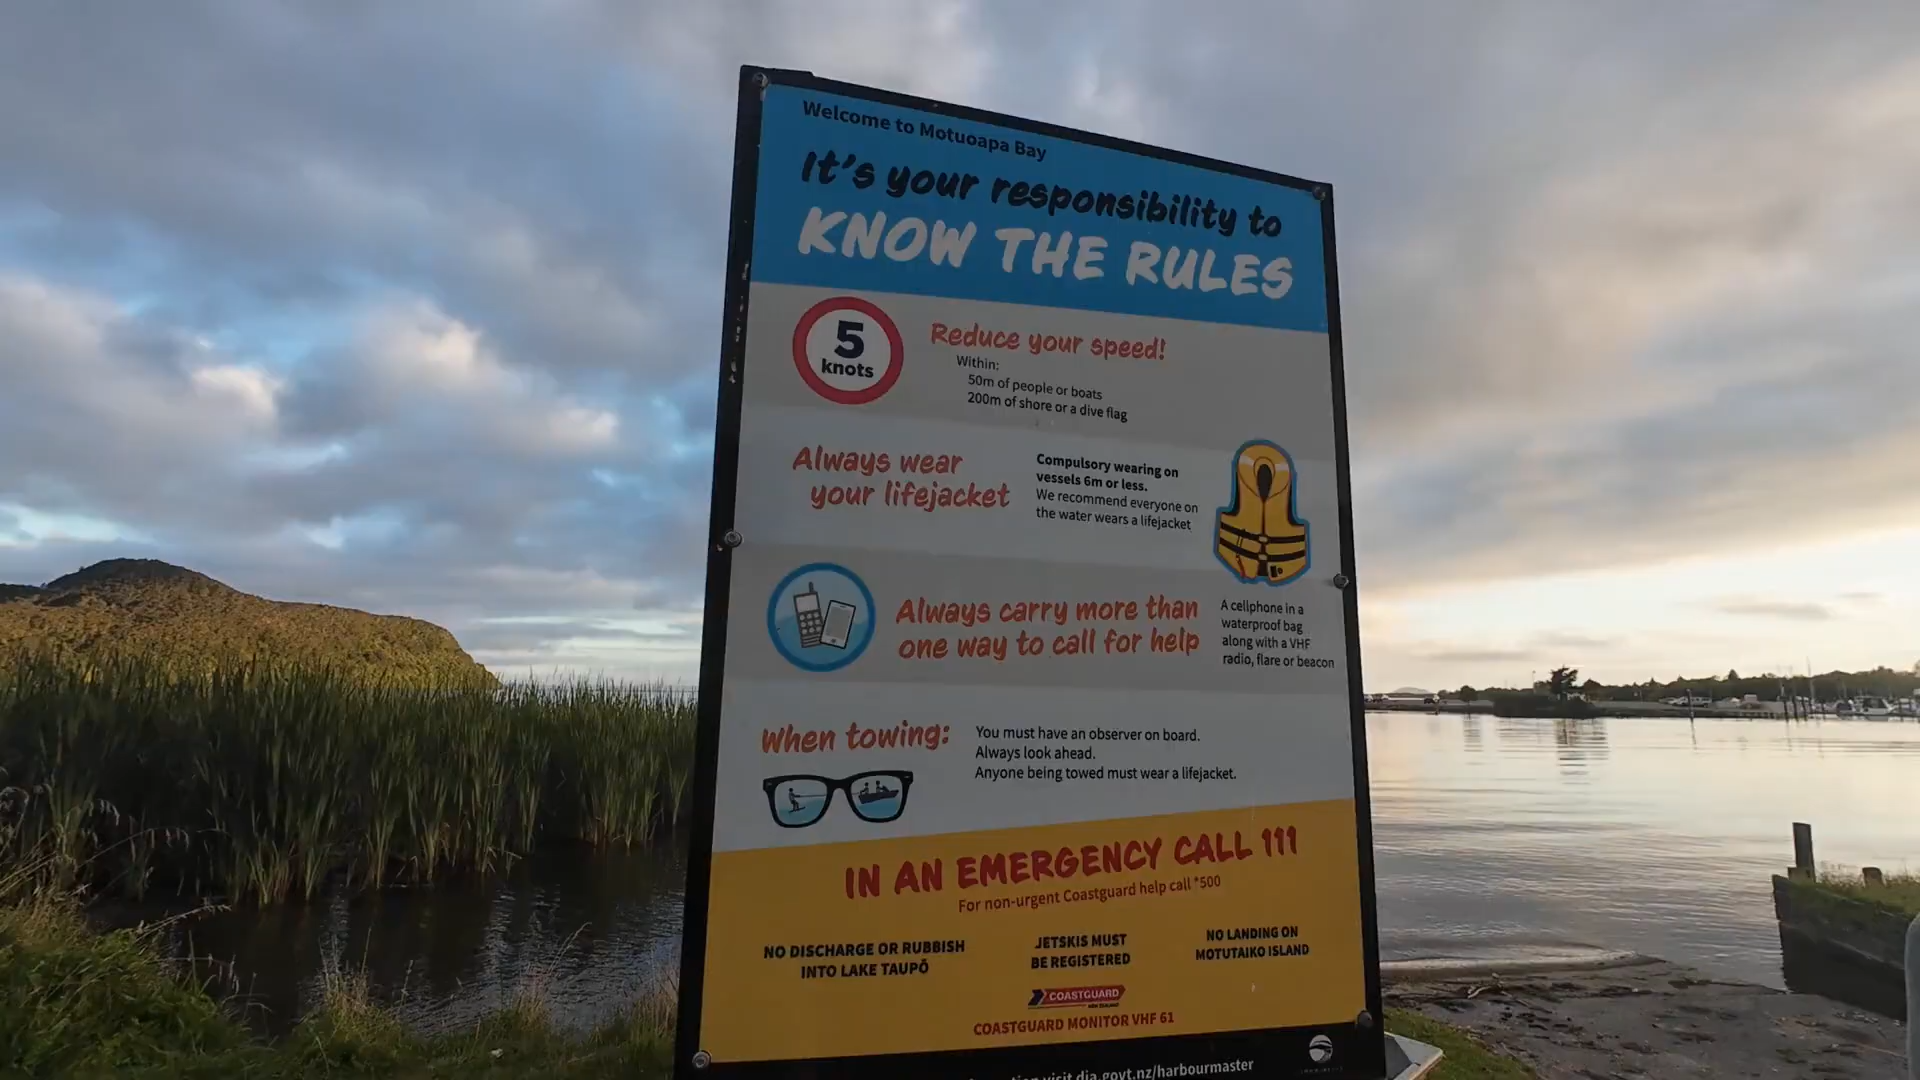 Welcome to Motuoapa Bay
It's your responsibility to
KNOW THE RULES
5
knots
Reduce your speed!
Within:
50m of people or boats
200m of shore or a dive flag
Always wear
your lifejacket
Compulsory wearing on
vessels 6m or less.
We recommend everyone on
the water wears a lifejacket
Always carry more than
one way to call for help
A cellphone in a
waterproof bag
along with a VHF
radio, flare or beacon
When towing:
You must have an observer on board.
Always look ahead.
Anyone being towed must wear a lifejacket.
IN AN EMERGENCY CALL 111
For non-urgent Coastguard help call *500
NO DISCHARGE OR RUBBISH
INTO LAKE TAUPŌ
JETSKIS MUST
BE REGISTERED
NO LANDING ON
MOTUTAIKO ISLAND
COASTGUARD
NEW ZEALAND
COASTGUARD MONITOR VHF 61
visit dia.govt.nz/harbourmaster